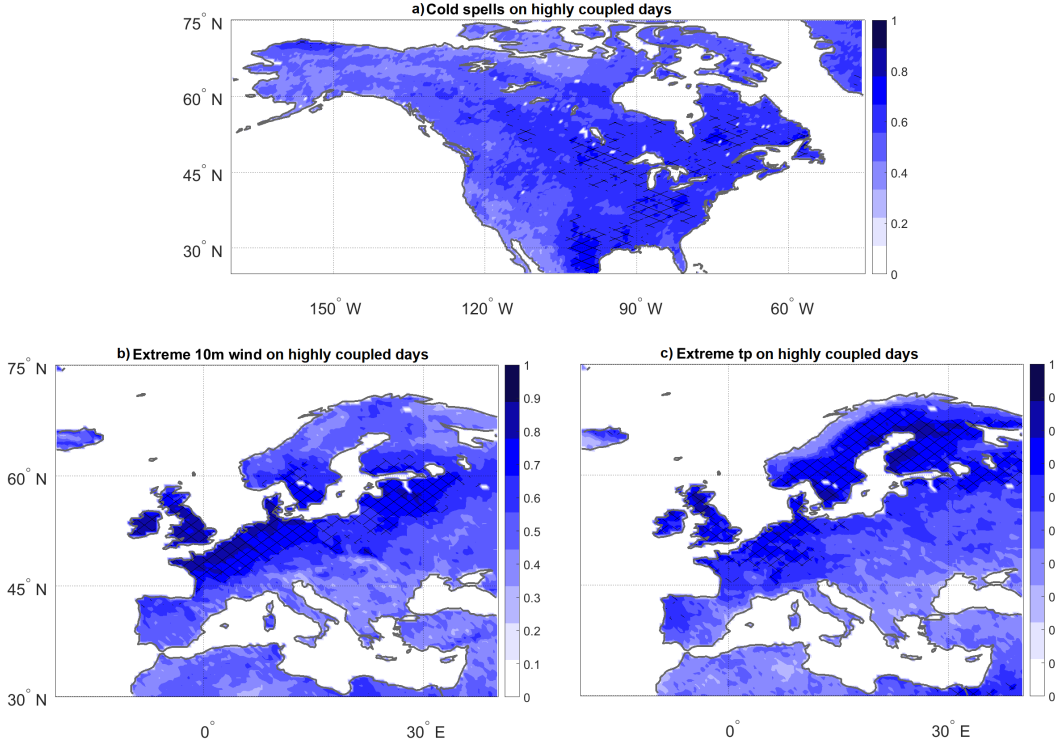 a) Cold spells on highly coupled days
75° N
60° N
45° N
30° N
150° W
120° W
90° W
60° W
1
0.8
0.6
0.4
0.2
0
b) Extreme 10m wind on highly coupled days
75° N
60° N
45° N
30° N
0°
30° E
1
0.9
0.8
0.7
0.6
0.5
0.4
0.3
0.2
0.1
0
c) Extreme tp on highly coupled days
0°
30° E
1
0
0
0
0
0
0
0
0
0
0